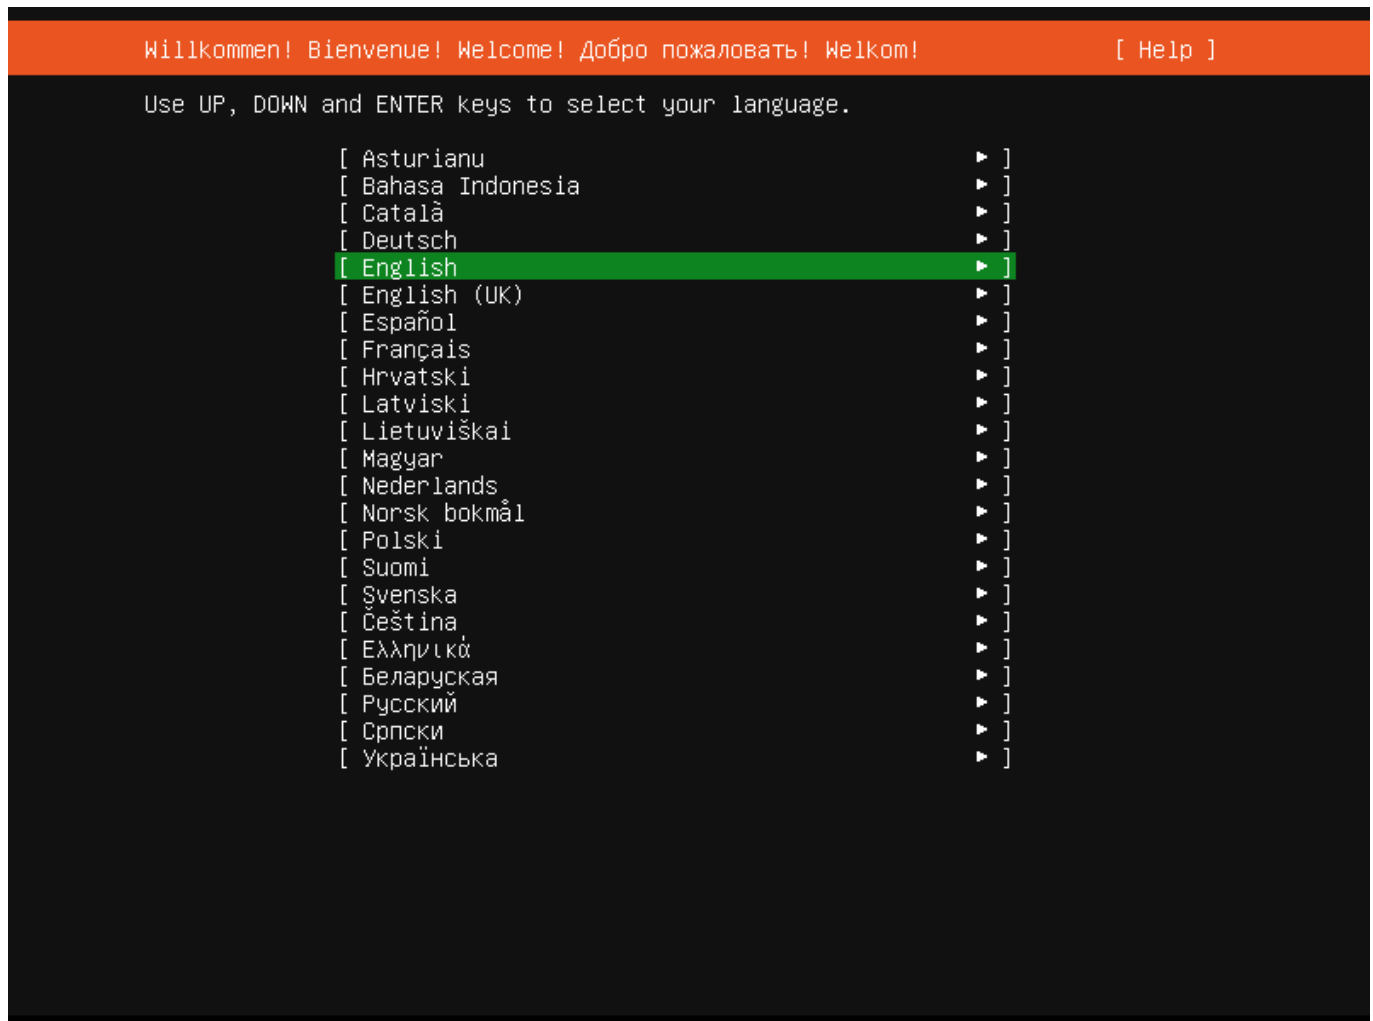 Willkommen! Bienvenue! Welcome! Добро пожаловать! Welkom! [ Help ]
Use UP, DOWN and ENTER keys to select your language.
[ Asturianu ► ]
[ Bahasa Indonesia ► ]
[ Català ► ]
[ Deutsch ► ]
[ English ► ]
[ English (UK) ► ]
[ Español ► ]
[ Français ► ]
[ Hrvatski ► ]
[ Latviski ► ]
[ Lietuviškai ► ]
[ Magyar ► ]
[ Nederlands ► ]
[ Norsk bokmål ► ]
[ Polski ► ]
[ Suomi ► ]
[ Svenska ► ]
[ Čeština ► ]
[ Ελληνικά ► ]
[ Беларуская ► ]
[ Русский ► ]
[ Српски ► ]
[ Українська ► ]